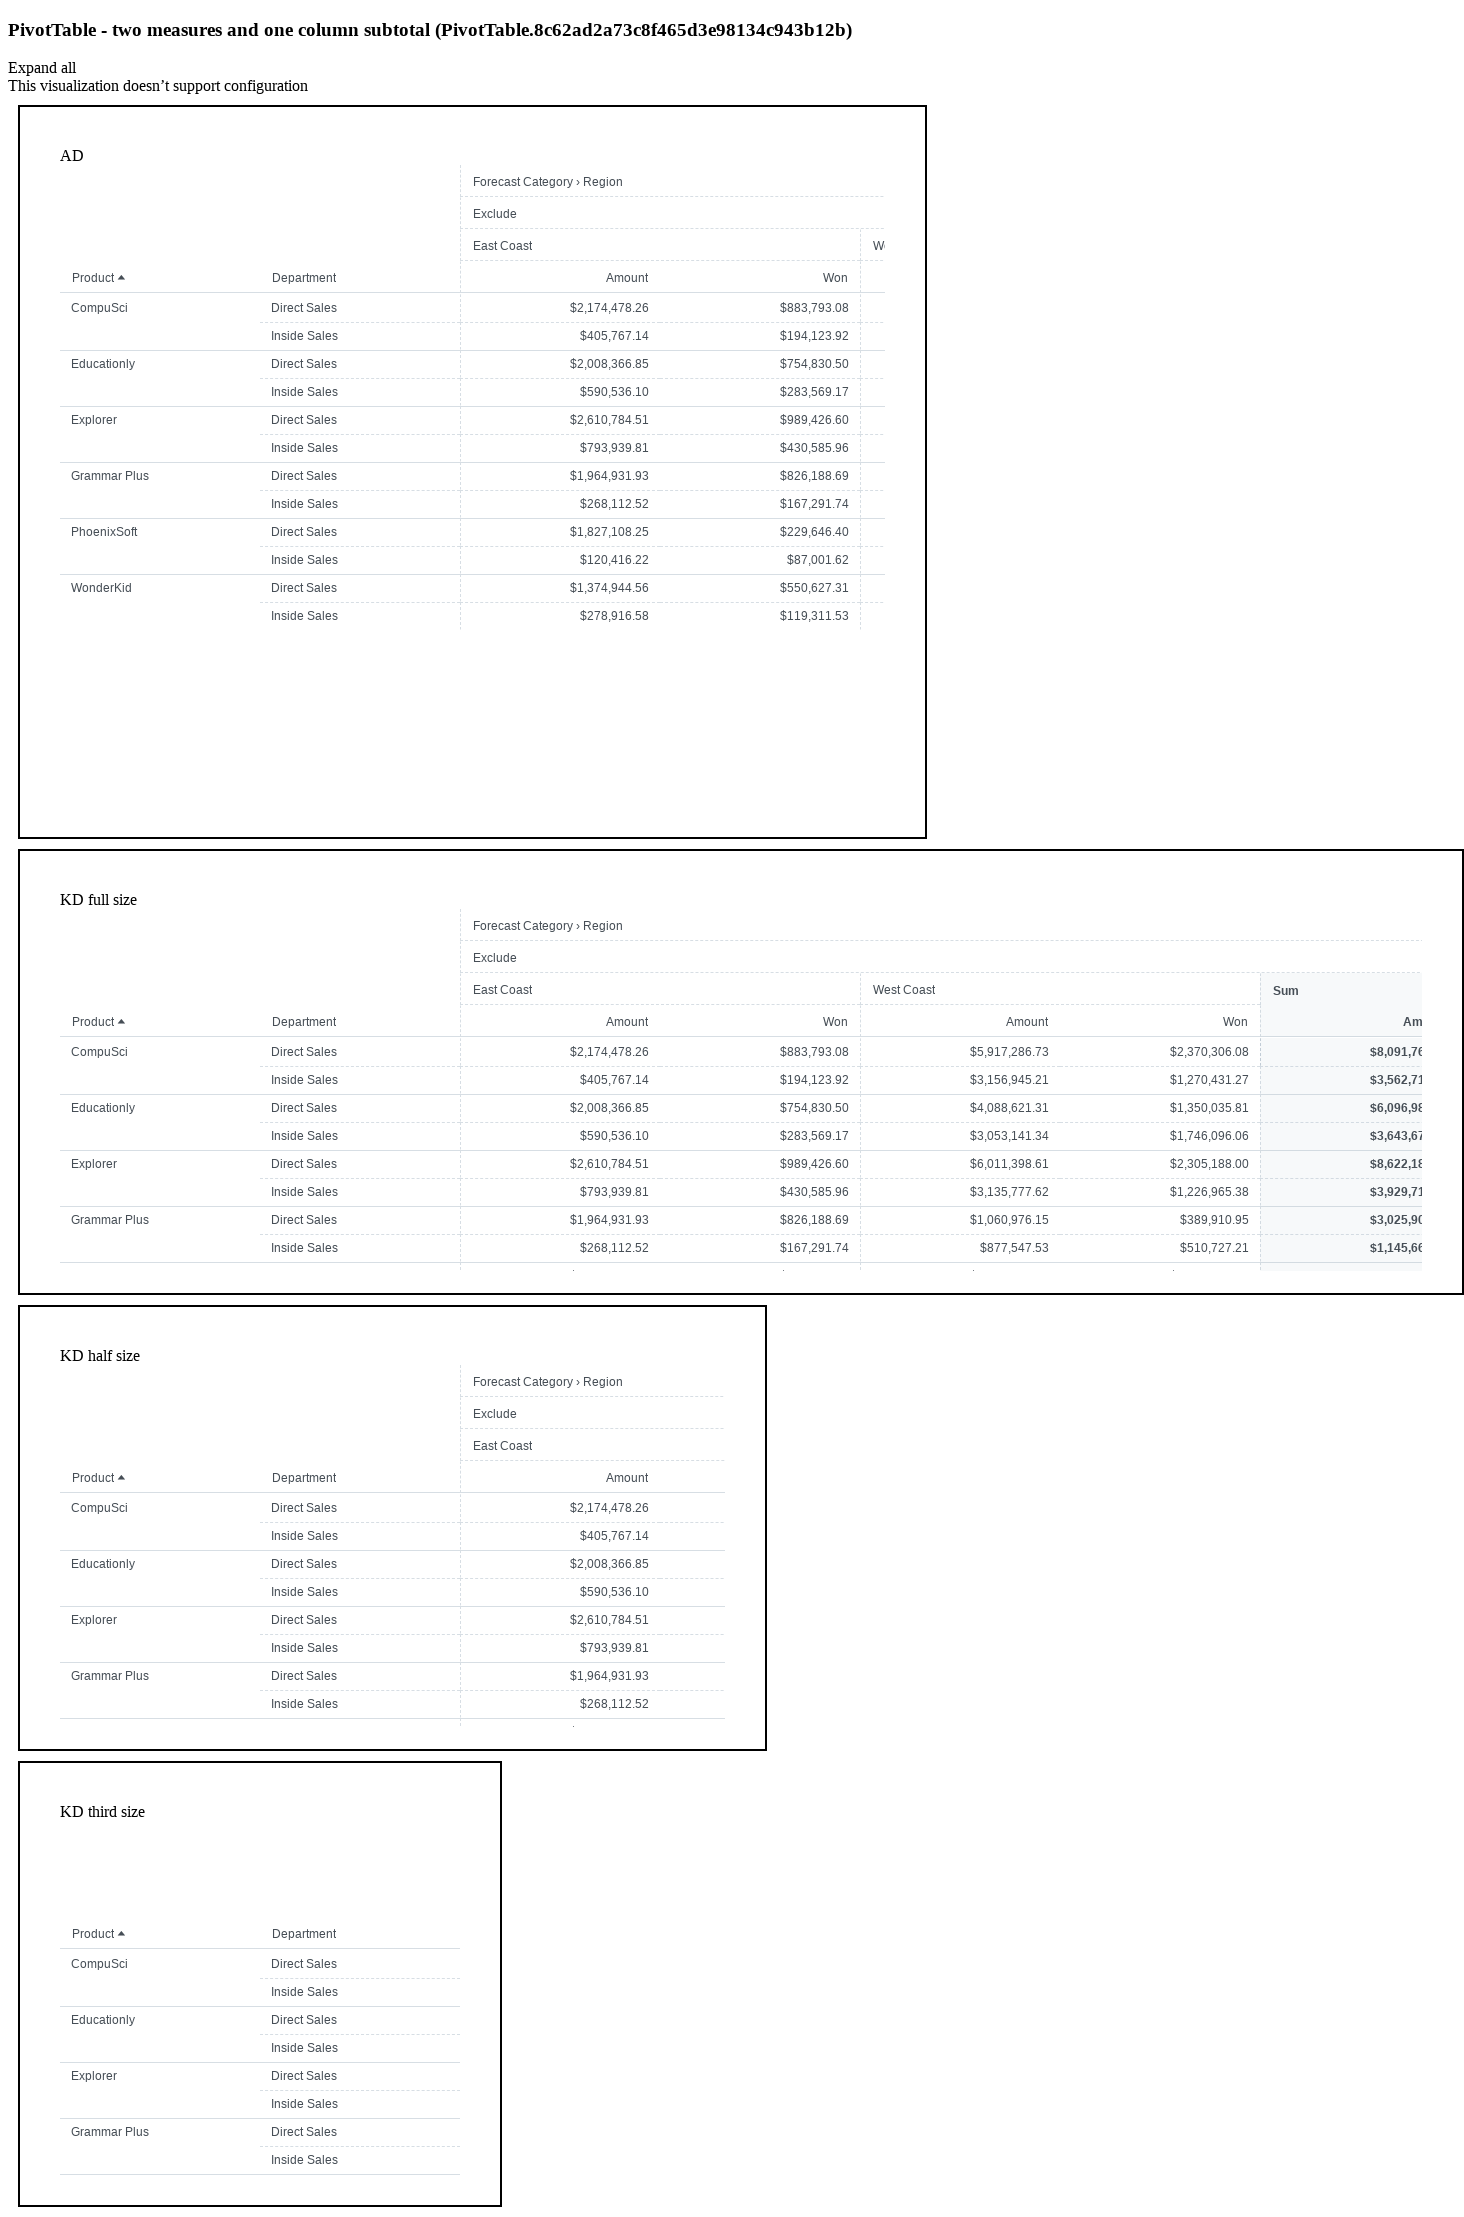 PivotTable - two measures and one column subtotal (PivotTable.8c62ad2a73c8f465d3e98134c943b12b)
Expand all
This visualization doesn’t support configuration
AD
Forecast Category › Region
Exclude
East Coast
Product Department Amount Won
CompuSci Direct Sales $2,174,478.26 $883,793.08
Inside Sales $405,767.14 $194,123.92
Educationly Direct Sales $2,008,366.85 $754,830.50
Inside Sales $590,536.10 $283,569.17
Explorer Direct Sales $2,610,784.51 $989,426.60
Inside Sales $793,939.81 $430,585.96
Grammar Plus Direct Sales $1,964,931.93 $826,188.69
Inside Sales $268,112.52 $167,291.74
PhoenixSoft Direct Sales $1,827,108.25 $229,646.40
Inside Sales $120,416.22 $87,001.62
WonderKid Direct Sales $1,374,944.56 $550,627.31
Inside Sales $278,916.58 $119,311.53
KD full size
Forecast Category › Region
Exclude
East Coast West Coast Sum
Product Department Amount Won Amount Won Am
CompuSci Direct Sales $2,174,478.26 $883,793.08 $5,917,286.73 $2,370,306.08 $8,091,76
Inside Sales $405,767.14 $194,123.92 $3,156,945.21 $1,270,431.27 $3,562,71
Educationly Direct Sales $2,008,366.85 $754,830.50 $4,088,621.31 $1,350,035.81 $6,096,98
Inside Sales $590,536.10 $283,569.17 $3,053,141.34 $1,746,096.06 $3,643,67
Explorer Direct Sales $2,610,784.51 $989,426.60 $6,011,398.61 $2,305,188.00 $8,622,18
Inside Sales $793,939.81 $430,585.96 $3,135,777.62 $1,226,965.38 $3,929,71
Grammar Plus Direct Sales $1,964,931.93 $826,188.69 $1,060,976.15 $389,910.95 $3,025,90
Inside Sales $268,112.52 $167,291.74 $877,547.53 $510,727.21 $1,145,66
KD half size
Forecast Category › Region
Exclude
East Coast
Product Department Amount
CompuSci Direct Sales $2,174,478.26
Inside Sales $405,767.14
Educationly Direct Sales $2,008,366.85
Inside Sales $590,536.10
Explorer Direct Sales $2,610,784.51
Inside Sales $793,939.81
Grammar Plus Direct Sales $1,964,931.93
Inside Sales $268,112.52
KD third size
Product Department
CompuSci Direct Sales
Inside Sales
Educationly Direct Sales
Inside Sales
Explorer Direct Sales
Inside Sales
Grammar Plus Direct Sales
Inside Sales